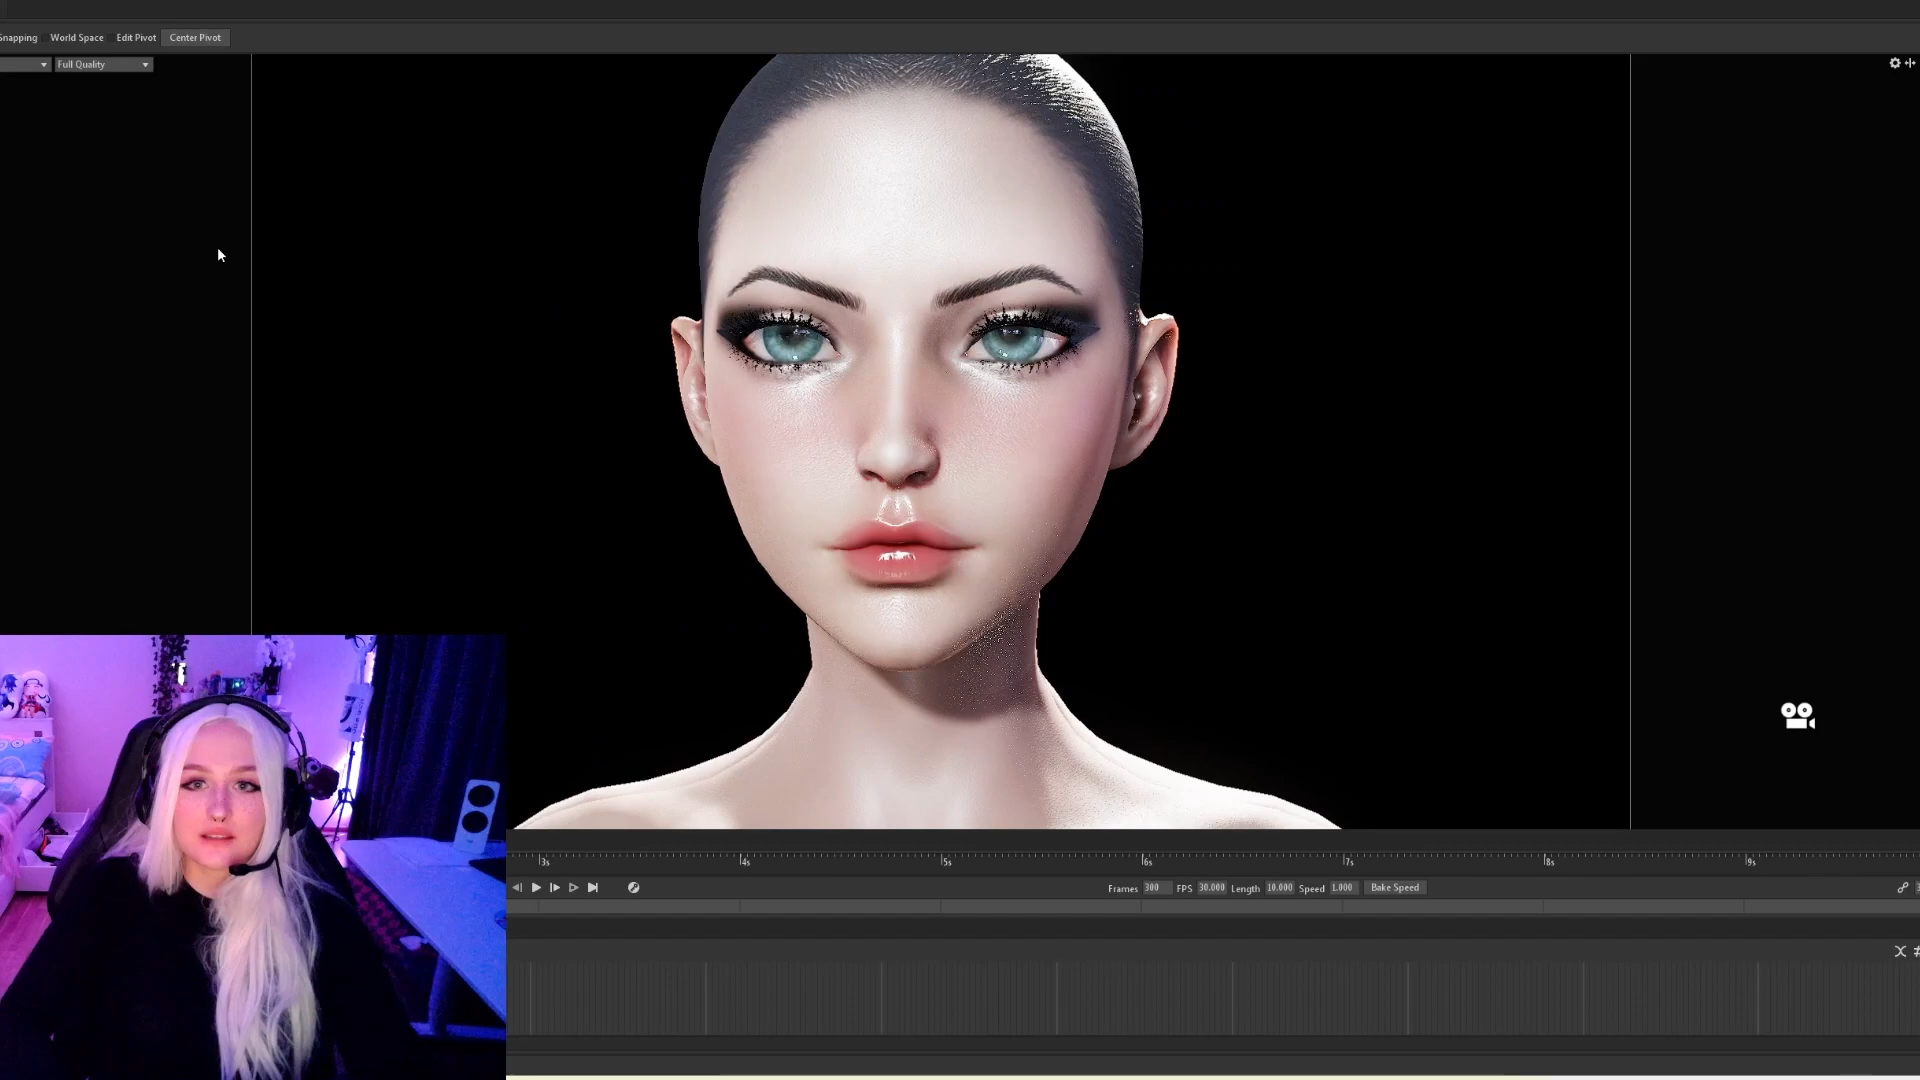 Snapping World Space Edit Pivot Center Pivot
Full Quality
3s 4s 5s 6s 7s 8s 9s
Frames 300 FPS 30.000 Length 10.000 Speed 1.000 Bake Speed